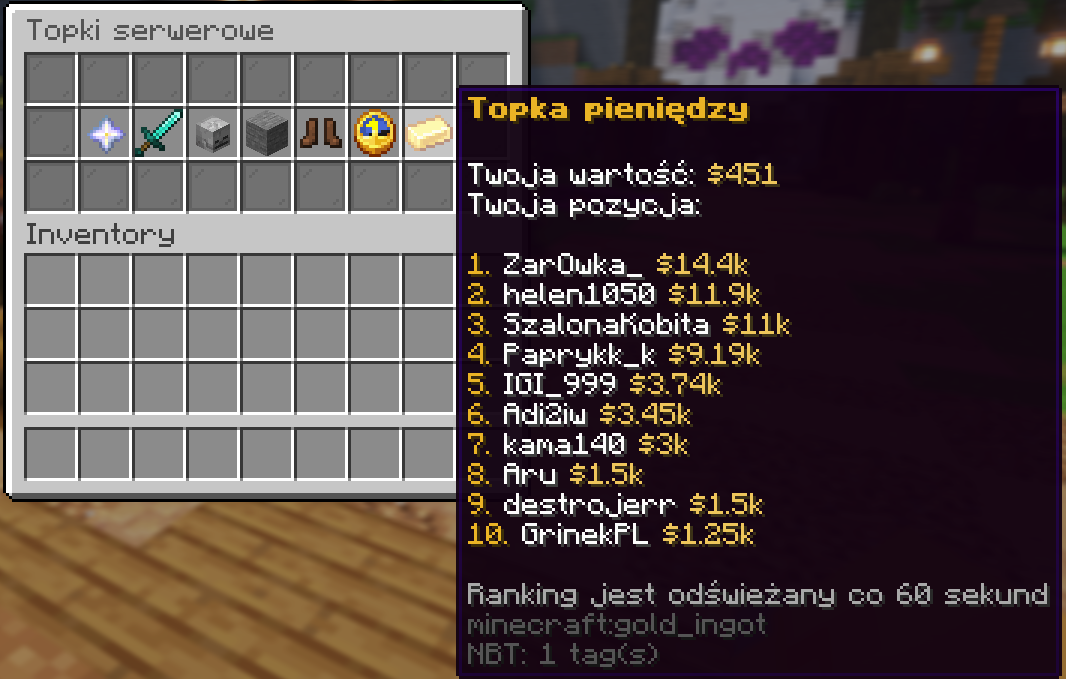 Topki serwerowe
Inventory
Topka pieniędzy
Twoja wartość: $451
Twoja pozycja:
1. ZarOwka_ $14.4k
2. helen1050 $11.9k
3. SzalonaKobita $11k
4. Paprykk_k $9.19k
5. IGI_999 $3.74k
6. Adi2iw $3.45k
7. kama140 $3k
8. Aru $1.5k
9. destrojerr $1.5k
10. GrinekPL $1.25k
Ranking jest odświeżany co 60 sekund
minecraft:gold_ingot
NBT: 1 tag(s)